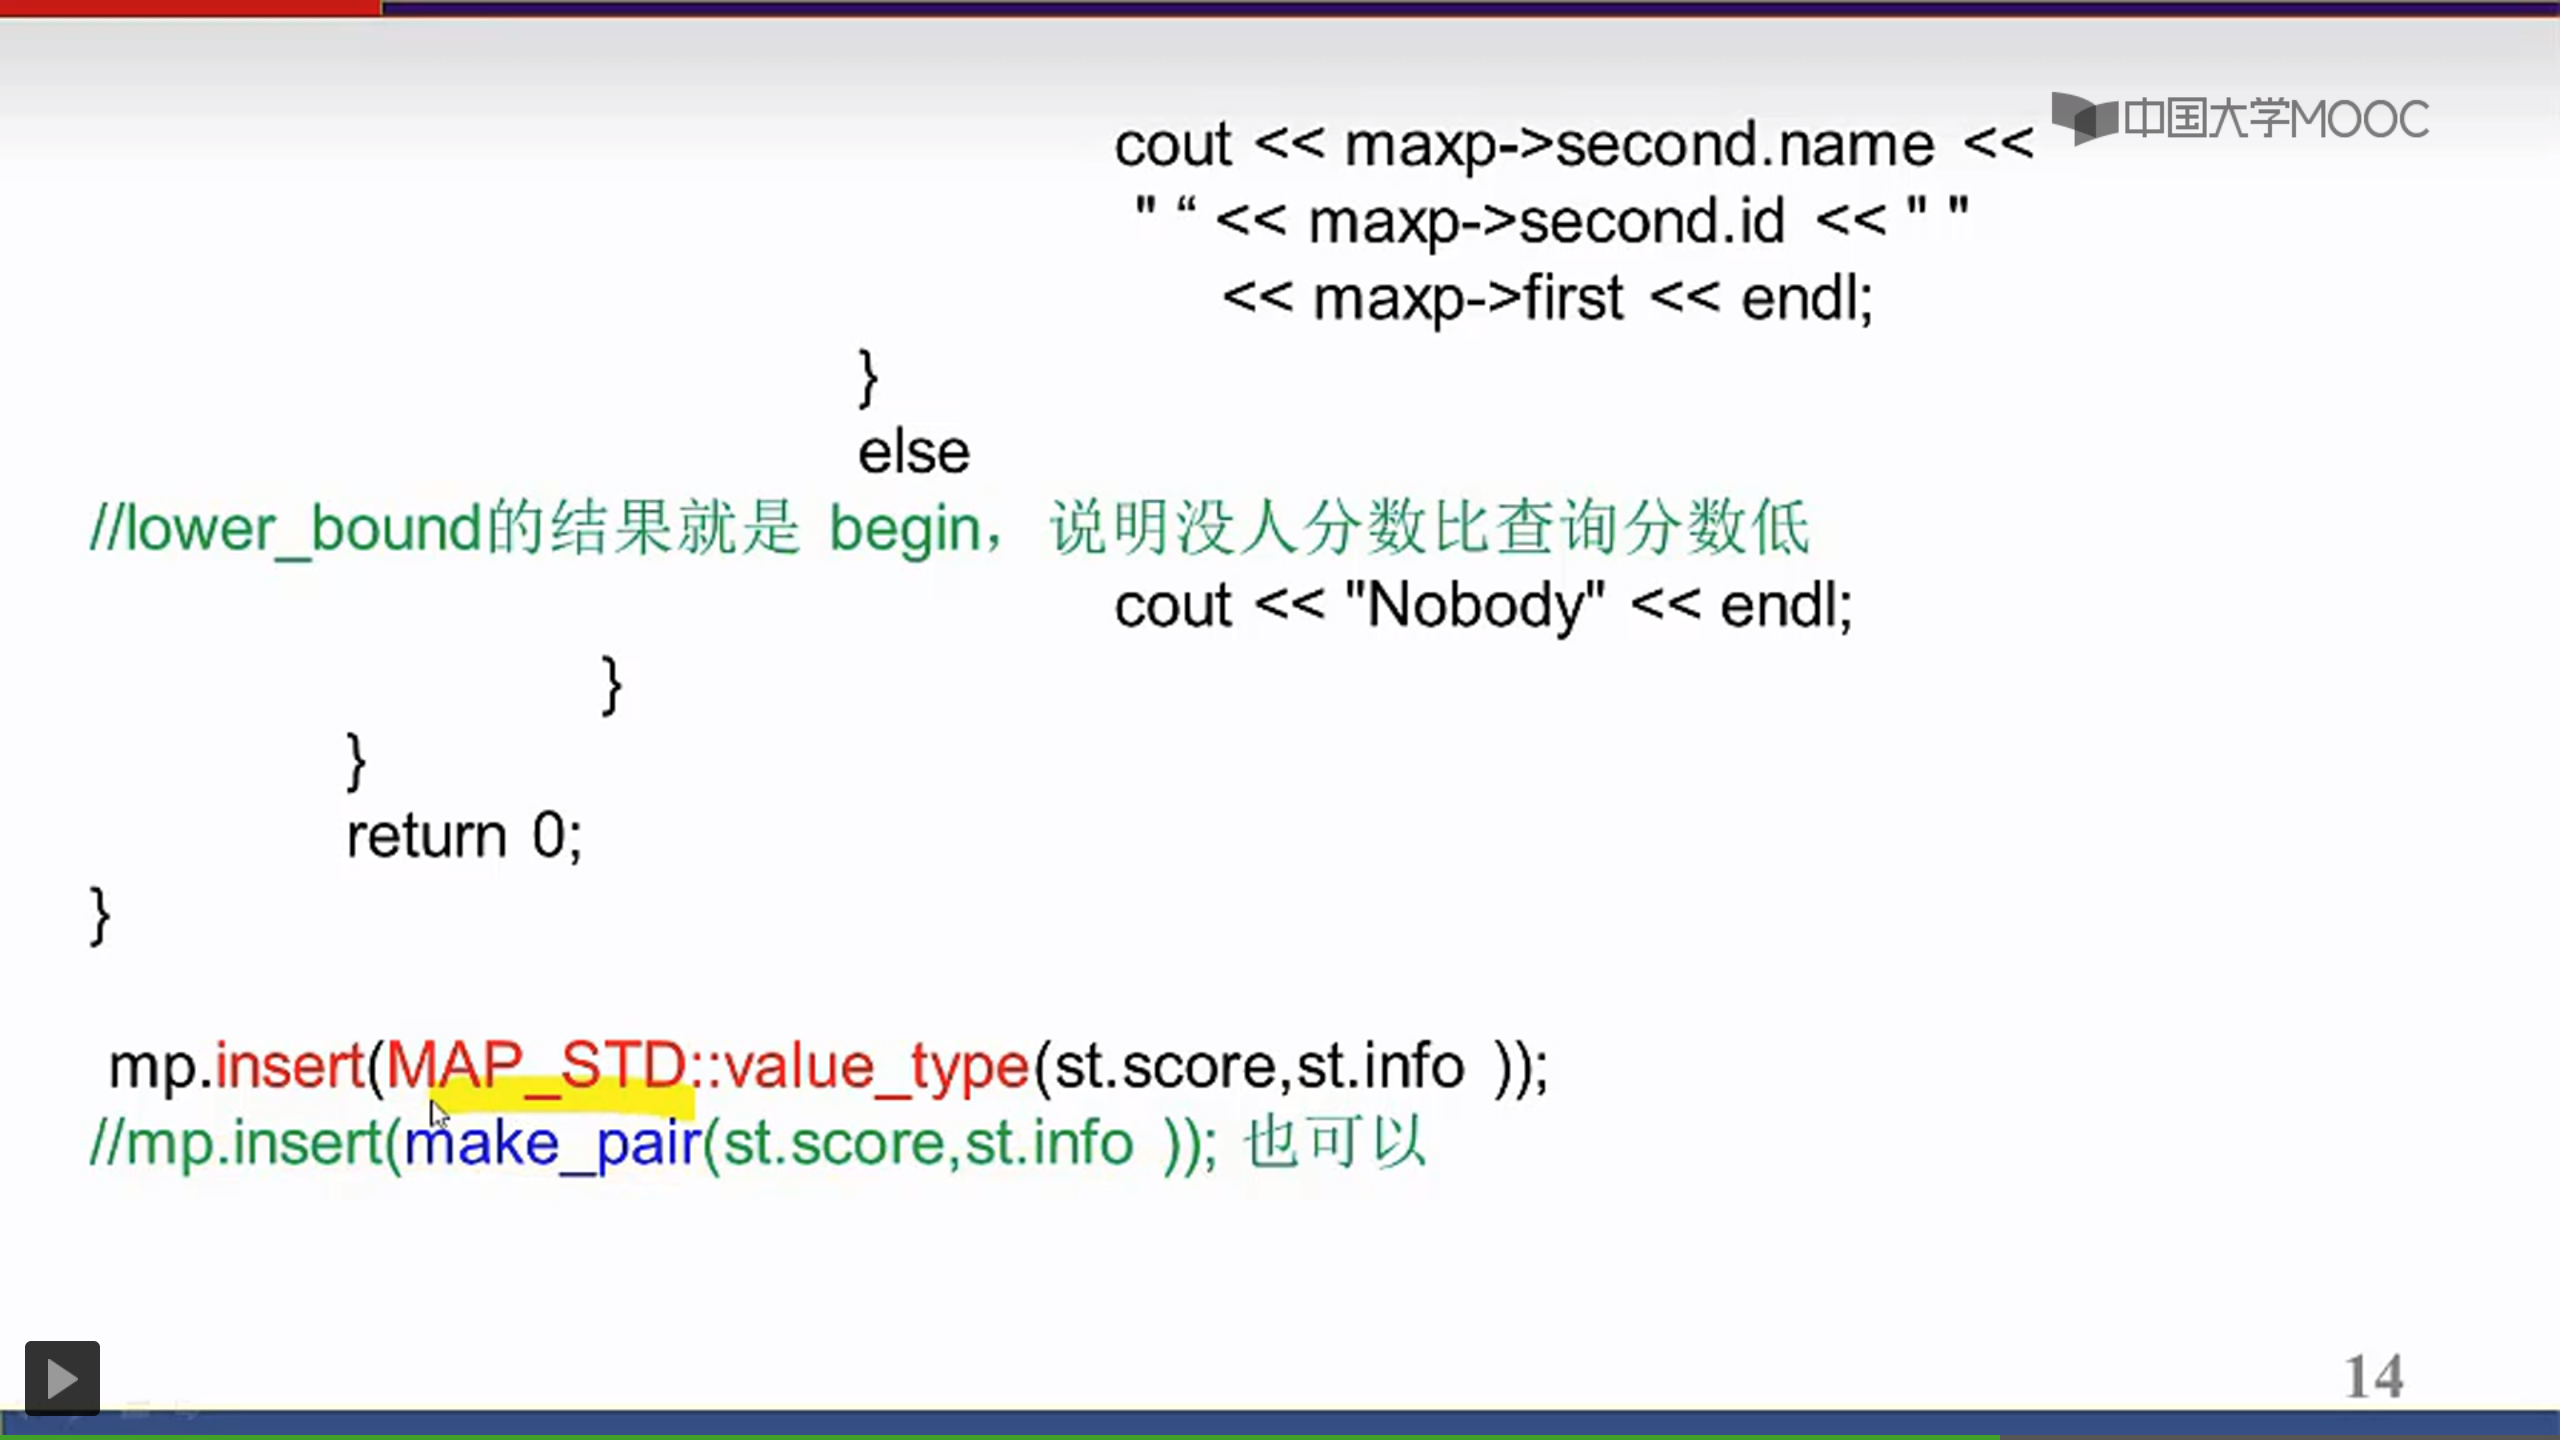 中国大学MOOC
cout << maxp->second.name <<
" “ << maxp->second.id << " "
<< maxp->first << endl;
}
else
//lower_bound的结果就是 begin，说明没人分数比查询分数低
cout << "Nobody" << endl;
}
}
return 0;
}
mp.insert(MAP_STD::value_type(st.score,st.info ));
//mp.insert(make_pair(st.score,st.info )); 也可以
14